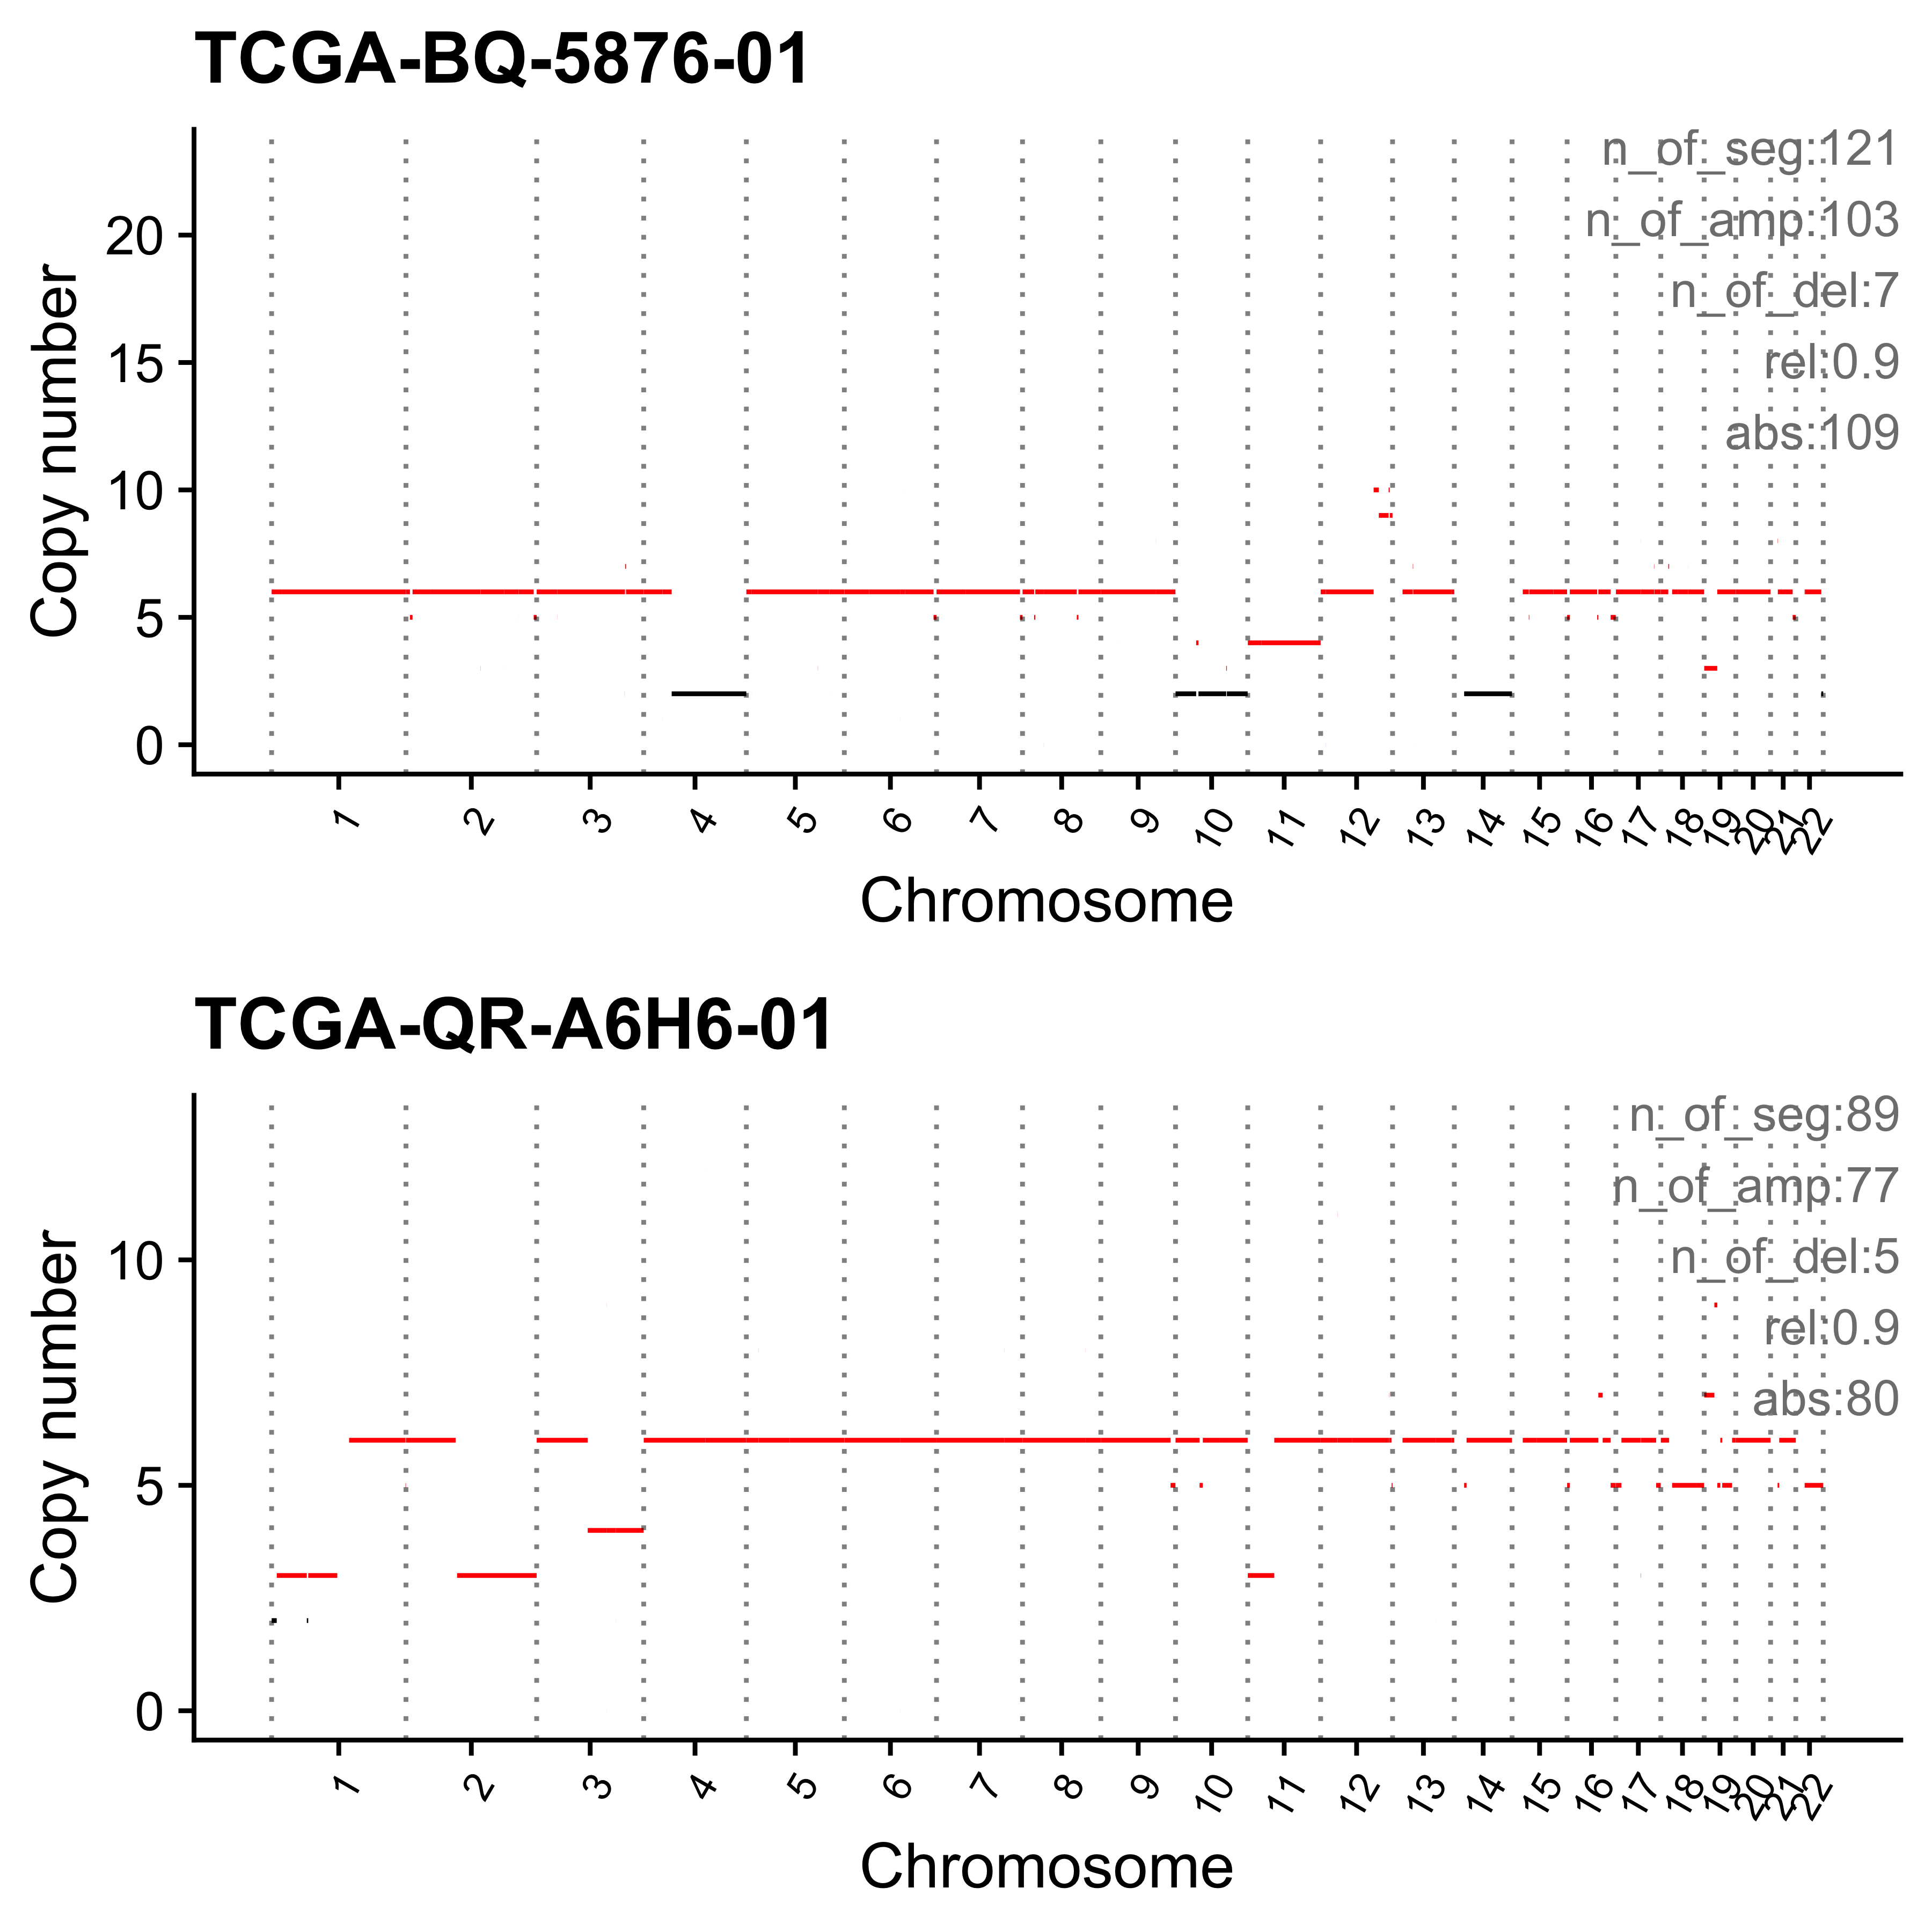 TCGA-BQ-5876-01
n_of_seg:121
n_of_amp:103
n_of_del:7
rel:0.9
abs:109
Copy number
20
15
10
5
0
1 2 3 4 5 6 7 8 9 10 11 12 13 14 15 16 17 18 19 20 21 22
Chromosome
TCGA-QR-A6H6-01
n_of_seg:89
n_of_amp:77
n_of_del:5
rel:0.9
abs:80
Copy number
10
5
0
1 2 3 4 5 6 7 8 9 10 11 12 13 14 15 16 17 18 19 20 21 22
Chromosome